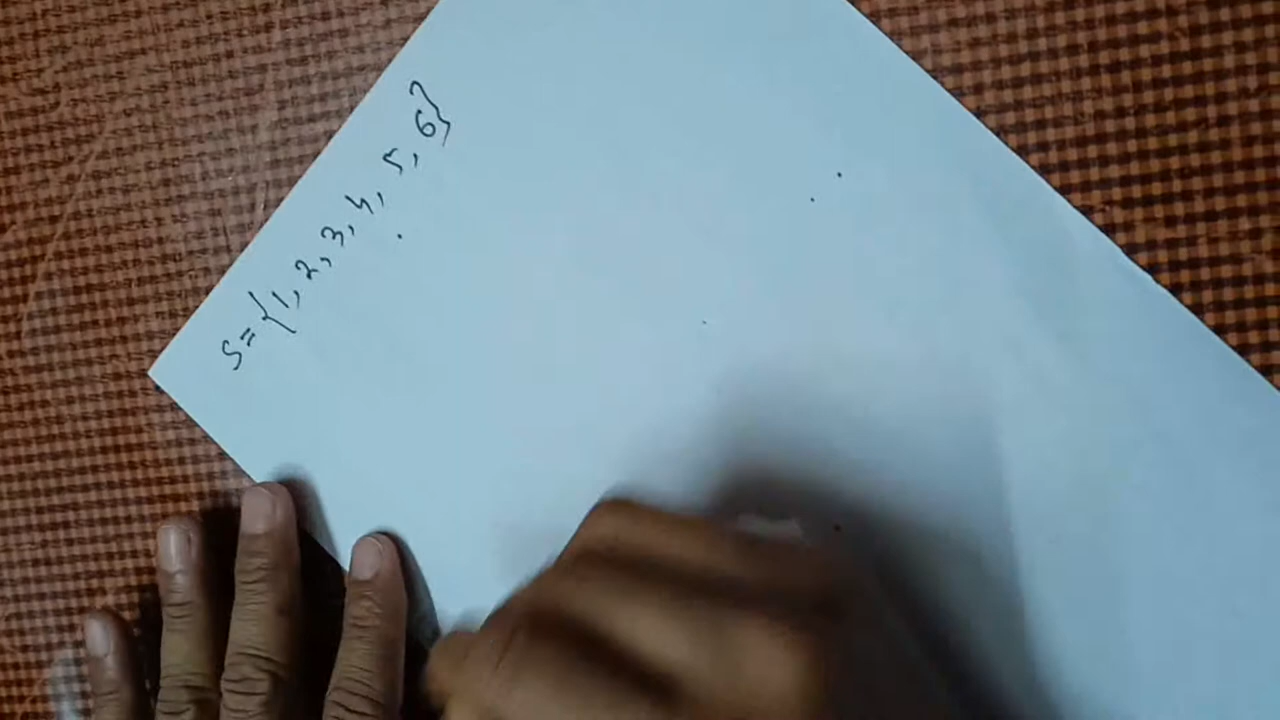 S={1, 2, 3, 4, 5, 6}